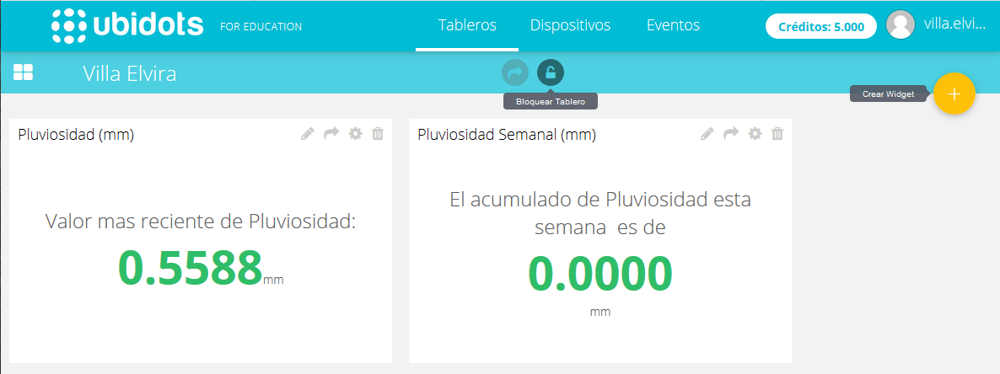 ubidots FOR EDUCATION Tableros Dispositivos Eventos Créditos: 5.000 villa.elvi...
Villa Elvira
Bloquear Tablero
Crear Widget
Pluviosidad (mm)
Valor mas reciente de Pluviosidad:
0.5588mm
Pluviosidad Semanal (mm)
El acumulado de Pluviosidad esta
semana es de
0.0000
mm